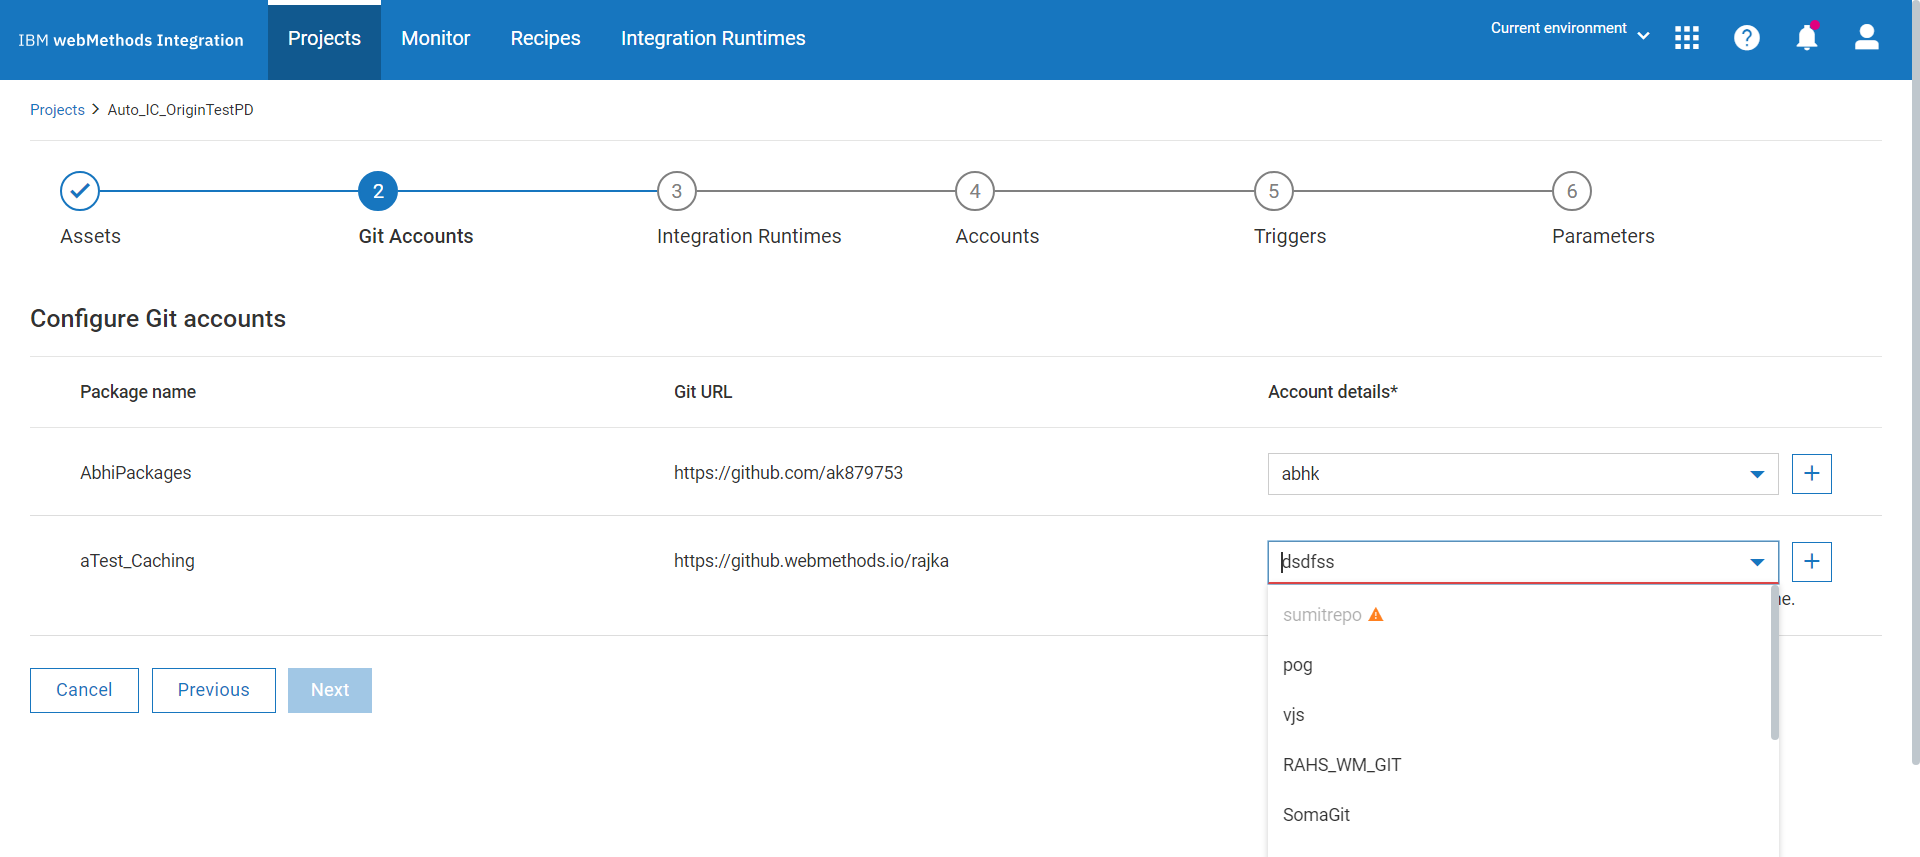 IBM webMethods Integration
Projects
Monitor
Recipes
Integration Runtimes
Current environment
?
Projects > Auto_IC_OriginTestPD
2
3
4
5
6
Assets
Git Accounts
Integration Runtimes
Accounts
Triggers
Parameters
Configure Git accounts
Package name
Git URL
Account details*
AbhiPackages
https://github.com/ak879753
abhk
+
aTest_Caching
https://github.webmethods.io/rajka
dsdfss
+
sumitrepo
pog
vjs
RAHS_WM_GIT
SomaGit
Cancel
Previous
Next